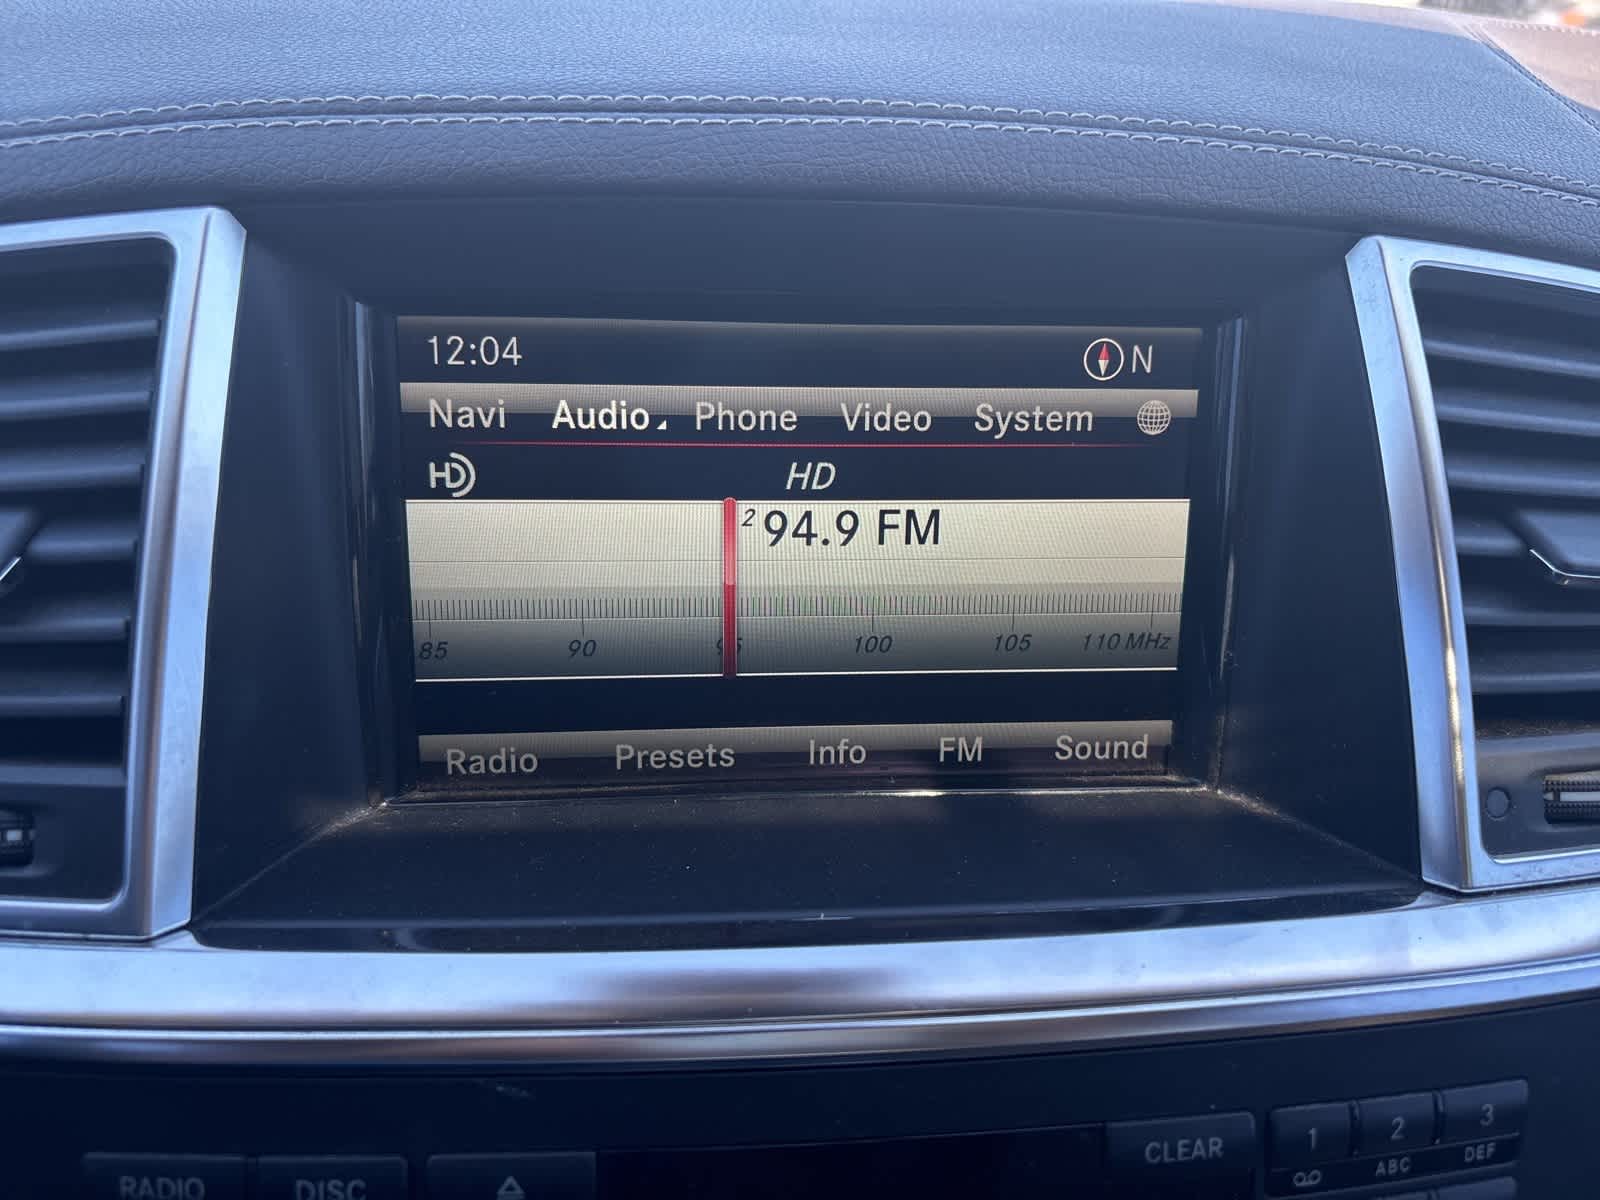 12:04 N
Navi Audio Phone Video System
HD HD
2 94.9 FM
85 90 95 100 105 110 MHz
Radio Presets Info FM Sound
CLEAR 1 2 3
ABC DEF
RADIO DISC